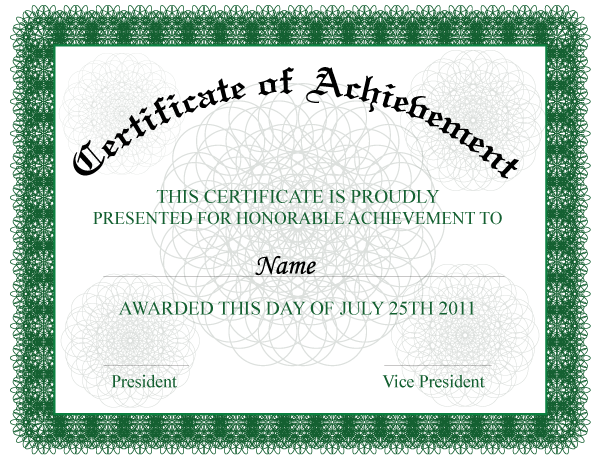 Certificate of Achievement
THIS CERTIFICATE IS PROUDLY
PRESENTED FOR HONORABLE ACHIEVEMENT TO
Name
AWARDED THIS DAY OF JULY 25TH 2011
President
Vice President